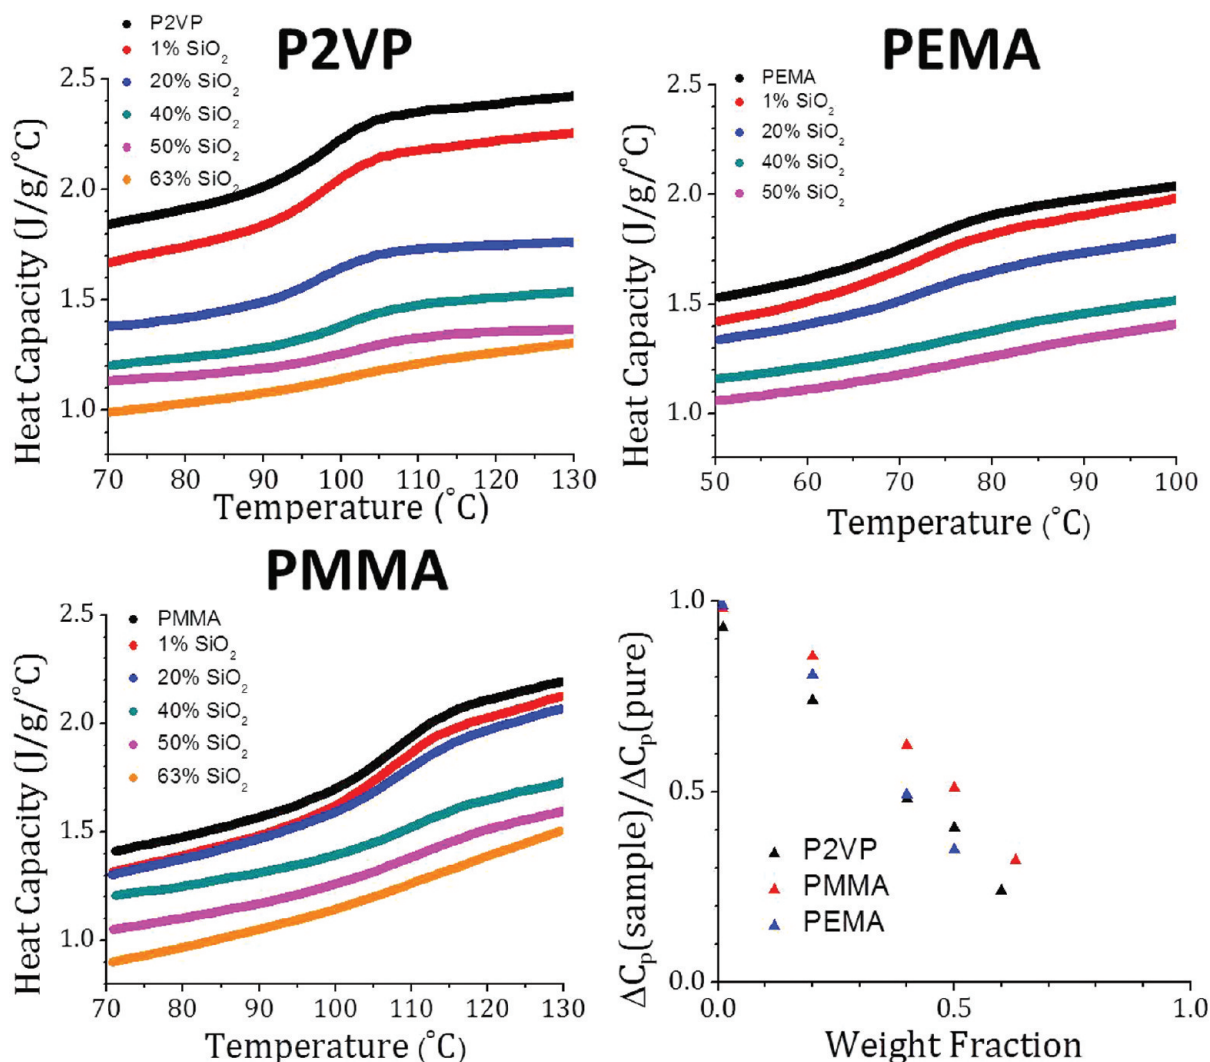 P2VP
P2VP
1% SiO2
20% SiO2
40% SiO2
50% SiO2
63% SiO2
2.5
2.0
1.5
1.0
Heat Capacity (J/g/°C)
70 80 90 100 110 120 130
Temperature (°C)
PEMA
PEMA
1% SiO2
20% SiO2
40% SiO2
50% SiO2
2.5
2.0
1.5
1.0
Heat Capacity (J/g/°C)
50 60 70 80 90 100
Temperature (°C)
PMMA
PMMA
1% SiO2
20% SiO2
40% SiO2
50% SiO2
63% SiO2
2.5
2.0
1.5
1.0
Heat Capacity (J/g/°C)
70 80 90 100 110 120 130
Temperature (°C)
1.0
0.5
0.0
ΔCp(sample)/ΔCp(pure)
P2VP
PMMA
PEMA
0.0 0.5 1.0
Weight Fraction